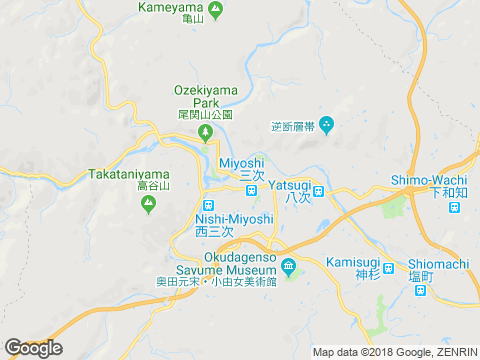 Kameyama
亀山
Ozekiyama
Park
尾関山公園
逆断層帯
Takataniyama
高谷山
Miyoshi
三次
Yatsugi
八次
Shimo-Wachi
下和知
Nishi-Miyoshi
西三次
Okudagenso
Sayume Museum
奥田元宋・小由女美術館
Kamisugi
神杉
Shiomachi
塩町
Google
Map data ©2018 Google, ZENRIN